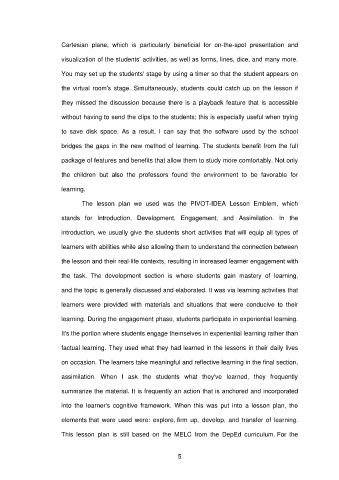 Cartesian plane, which is particularly beneficial for on-the-spot presentation and
visualization of the students' activities, as well as forms, lines, dice, and many more.
You may set up the students' stage by using a timer so that the student appears on
the virtual room's stage. Simultaneously, students could catch up on the lesson if
they missed the discussion because there is a playback feature that is accessible
without having to send the clips to the students; this is especially useful when trying
to save disk space. As a result, I can say that the software used by the school
bridges the gaps in the new method of learning. The students benefit from the full
package of features and benefits that allow them to study more comfortably. Not only
the children but also the professors found the environment to be favorable for
learning.
The lesson plan we used was the PIVOT-IDEA Lesson Emblem, which
stands for Introduction, Development, Engagement, and Assimilation. In the
introduction, we usually give the students short activities that will equip all types of
learners with abilities while also allowing them to understand the connection between
the lesson and their real-life contexts, resulting in increased learner engagement with
the task. The development section is where students gain mastery of learning,
and the topic is generally discussed and elaborated. It was via learning activities that
learners were provided with materials and situations that were conducive to their
learning. During the engagement phase, students participate in experiential learning.
It's the portion where students engage themselves in experiential learning rather than
factual learning. They used what they had learned in the lessons in their daily lives
on occasion. The learners take meaningful and reflective learning in the final section,
assimilation. When I ask the students what they've learned, they frequently
summarize the material. It is frequently an action that is anchored and incorporated
into the learner's cognitive framework. When this was put into a lesson plan, the
elements that were used were: explore, firm up, develop, and transfer of learning.
This lesson plan is still based on the MELC from the DepEd curriculum. For the
5